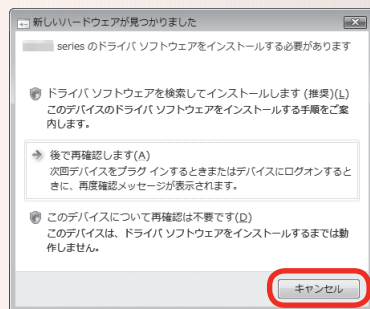 新しいハードウェアが見つかりました
series のドライバ ソフトウェアをインストールする必要があります
ドライバ ソフトウェアを検索してインストールします (推奨)(L)
このデバイスのドライバ ソフトウェアをインストールする手順をご案
内します。
後で再確認します(A)
次回デバイスをプラグ インするときまたはデバイスにログオンすると
きに、再度確認メッセージが表示されます。
このデバイスについて再確認は不要です(D)
このデバイスは、ドライバ ソフトウェアをインストールするまでは動
作しません。
キャンセル